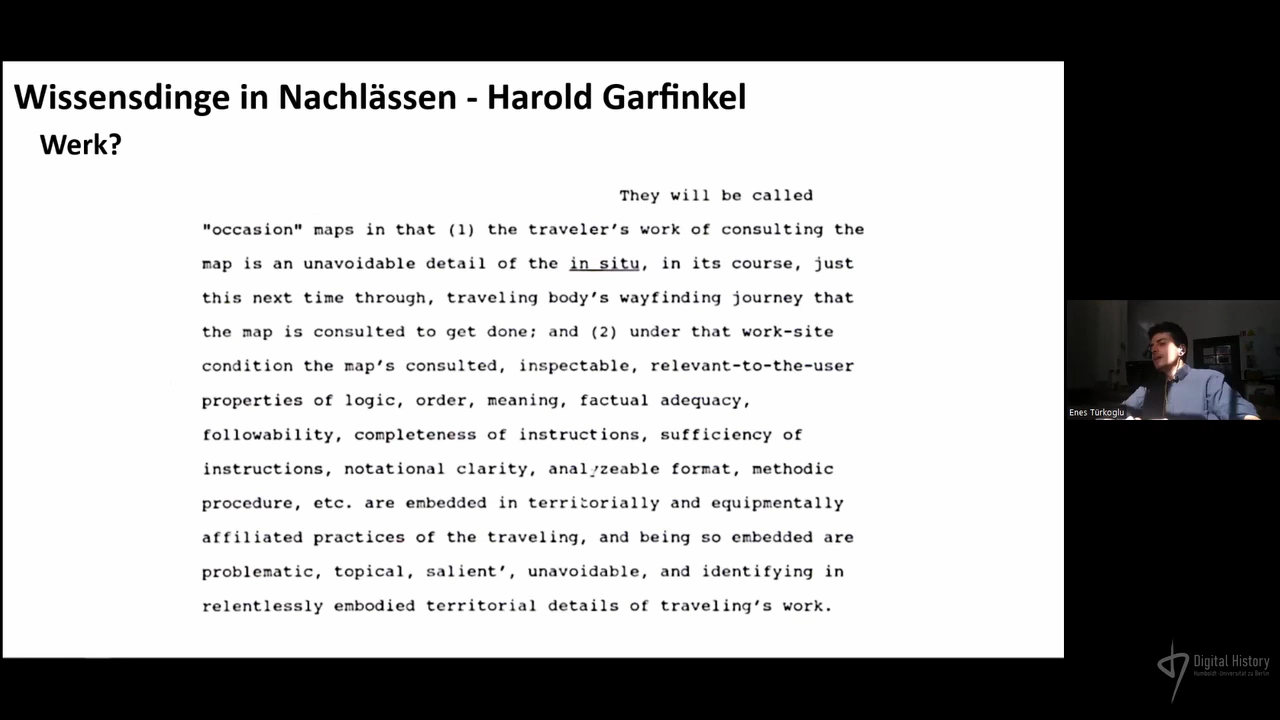 Wissensdinge in Nachlässen - Harold Garfinkel
Werk?
They will be called
"occasion" maps in that (1) the traveler's work of consulting the
map is an unavoidable detail of the in situ, in its course, just
this next time through, traveling body's wayfinding journey that
the map is consulted to get done; and (2) under that work-site
condition the map's consulted, inspectable, relevant-to-the-user
properties of logic, order, meaning, factual adequacy,
followability, completeness of instructions, sufficiency of
instructions, notational clarity, analyzeable format, methodic
procedure, etc. are embedded in territorially and equipmentally
affiliated practices of the traveling, and being so embedded are
problematic, topical, salient', unavoidable, and identifying in
relentlessly embodied territorial details of traveling's work.
Enes Türkoglu
Digital History
Humboldt-Universität zu Berlin